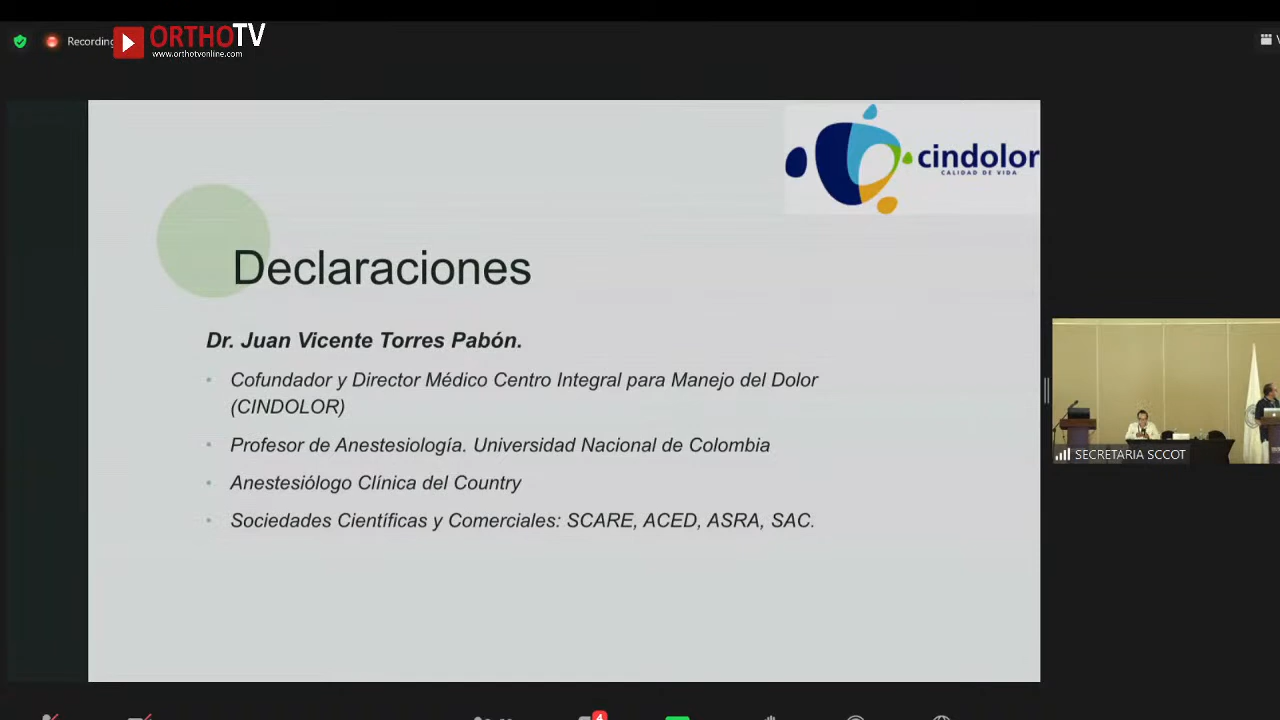 Recording
ORTHOTV
www.orthotvonline.com
cindolor
CALIDAD DE VIDA
Declaraciones
Dr. Juan Vicente Torres Pabón.
• Cofundador y Director Médico Centro Integral para Manejo del Dolor
(CINDOLOR)
• Profesor de Anestesiología. Universidad Nacional de Colombia
• Anestesiólogo Clínica del Country
• Sociedades Científicas y Comerciales: SCARE, ACED, ASRA, SAC.
SECRETARIA SCCOT
4